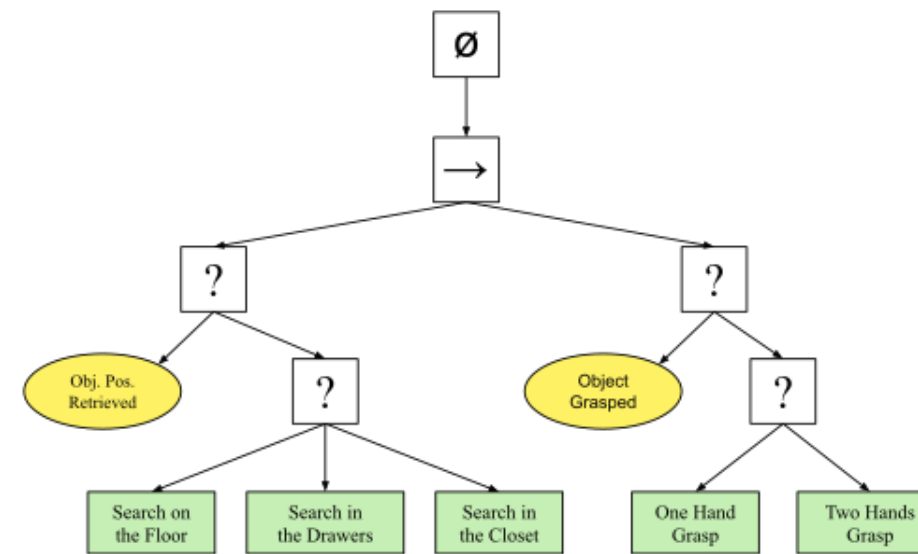 Ø
→
?
?
Obj. Pos.
Retrieved
?
Object
Grasped
?
Search on
the Floor
Search in
the Drawers
Search in
the Closet
One Hand
Grasp
Two Hands
Grasp